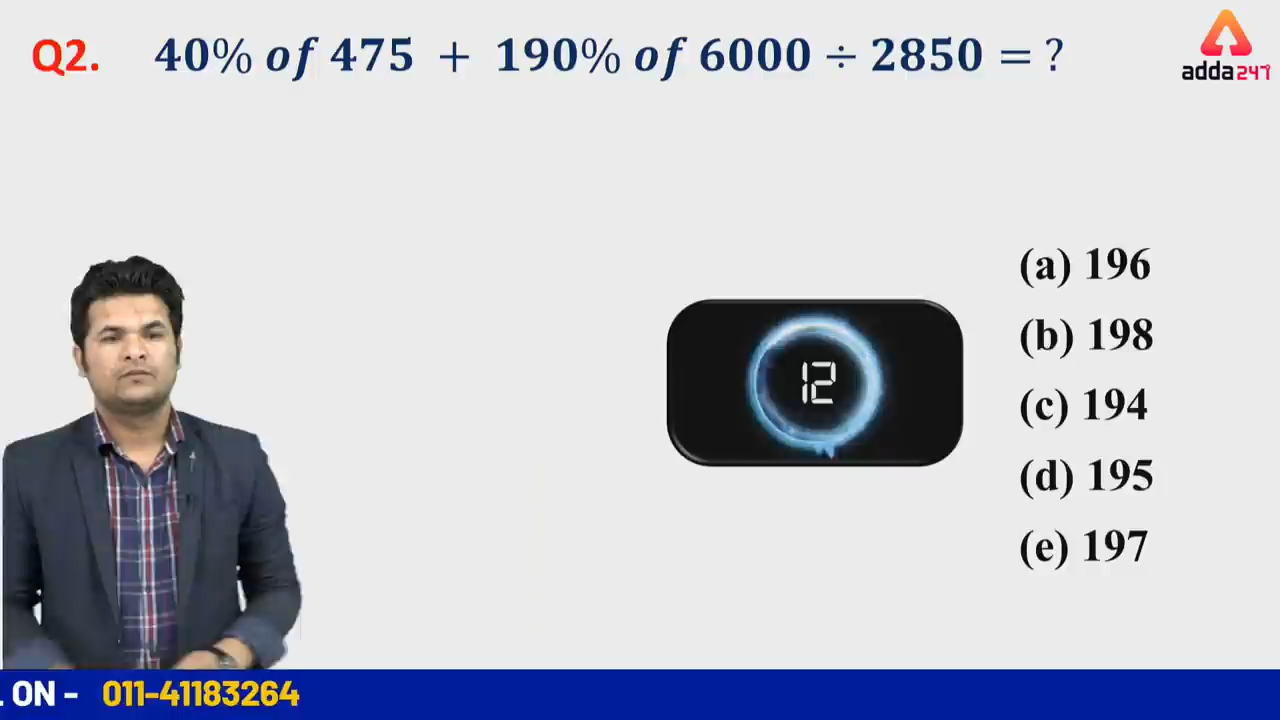 Q2. 40% of 475 + 190% of 6000 ÷ 2850 = ?
adda247
(a) 196
(b) 198
12
(c) 194
(d) 195
(e) 197
ON - 011-41183264